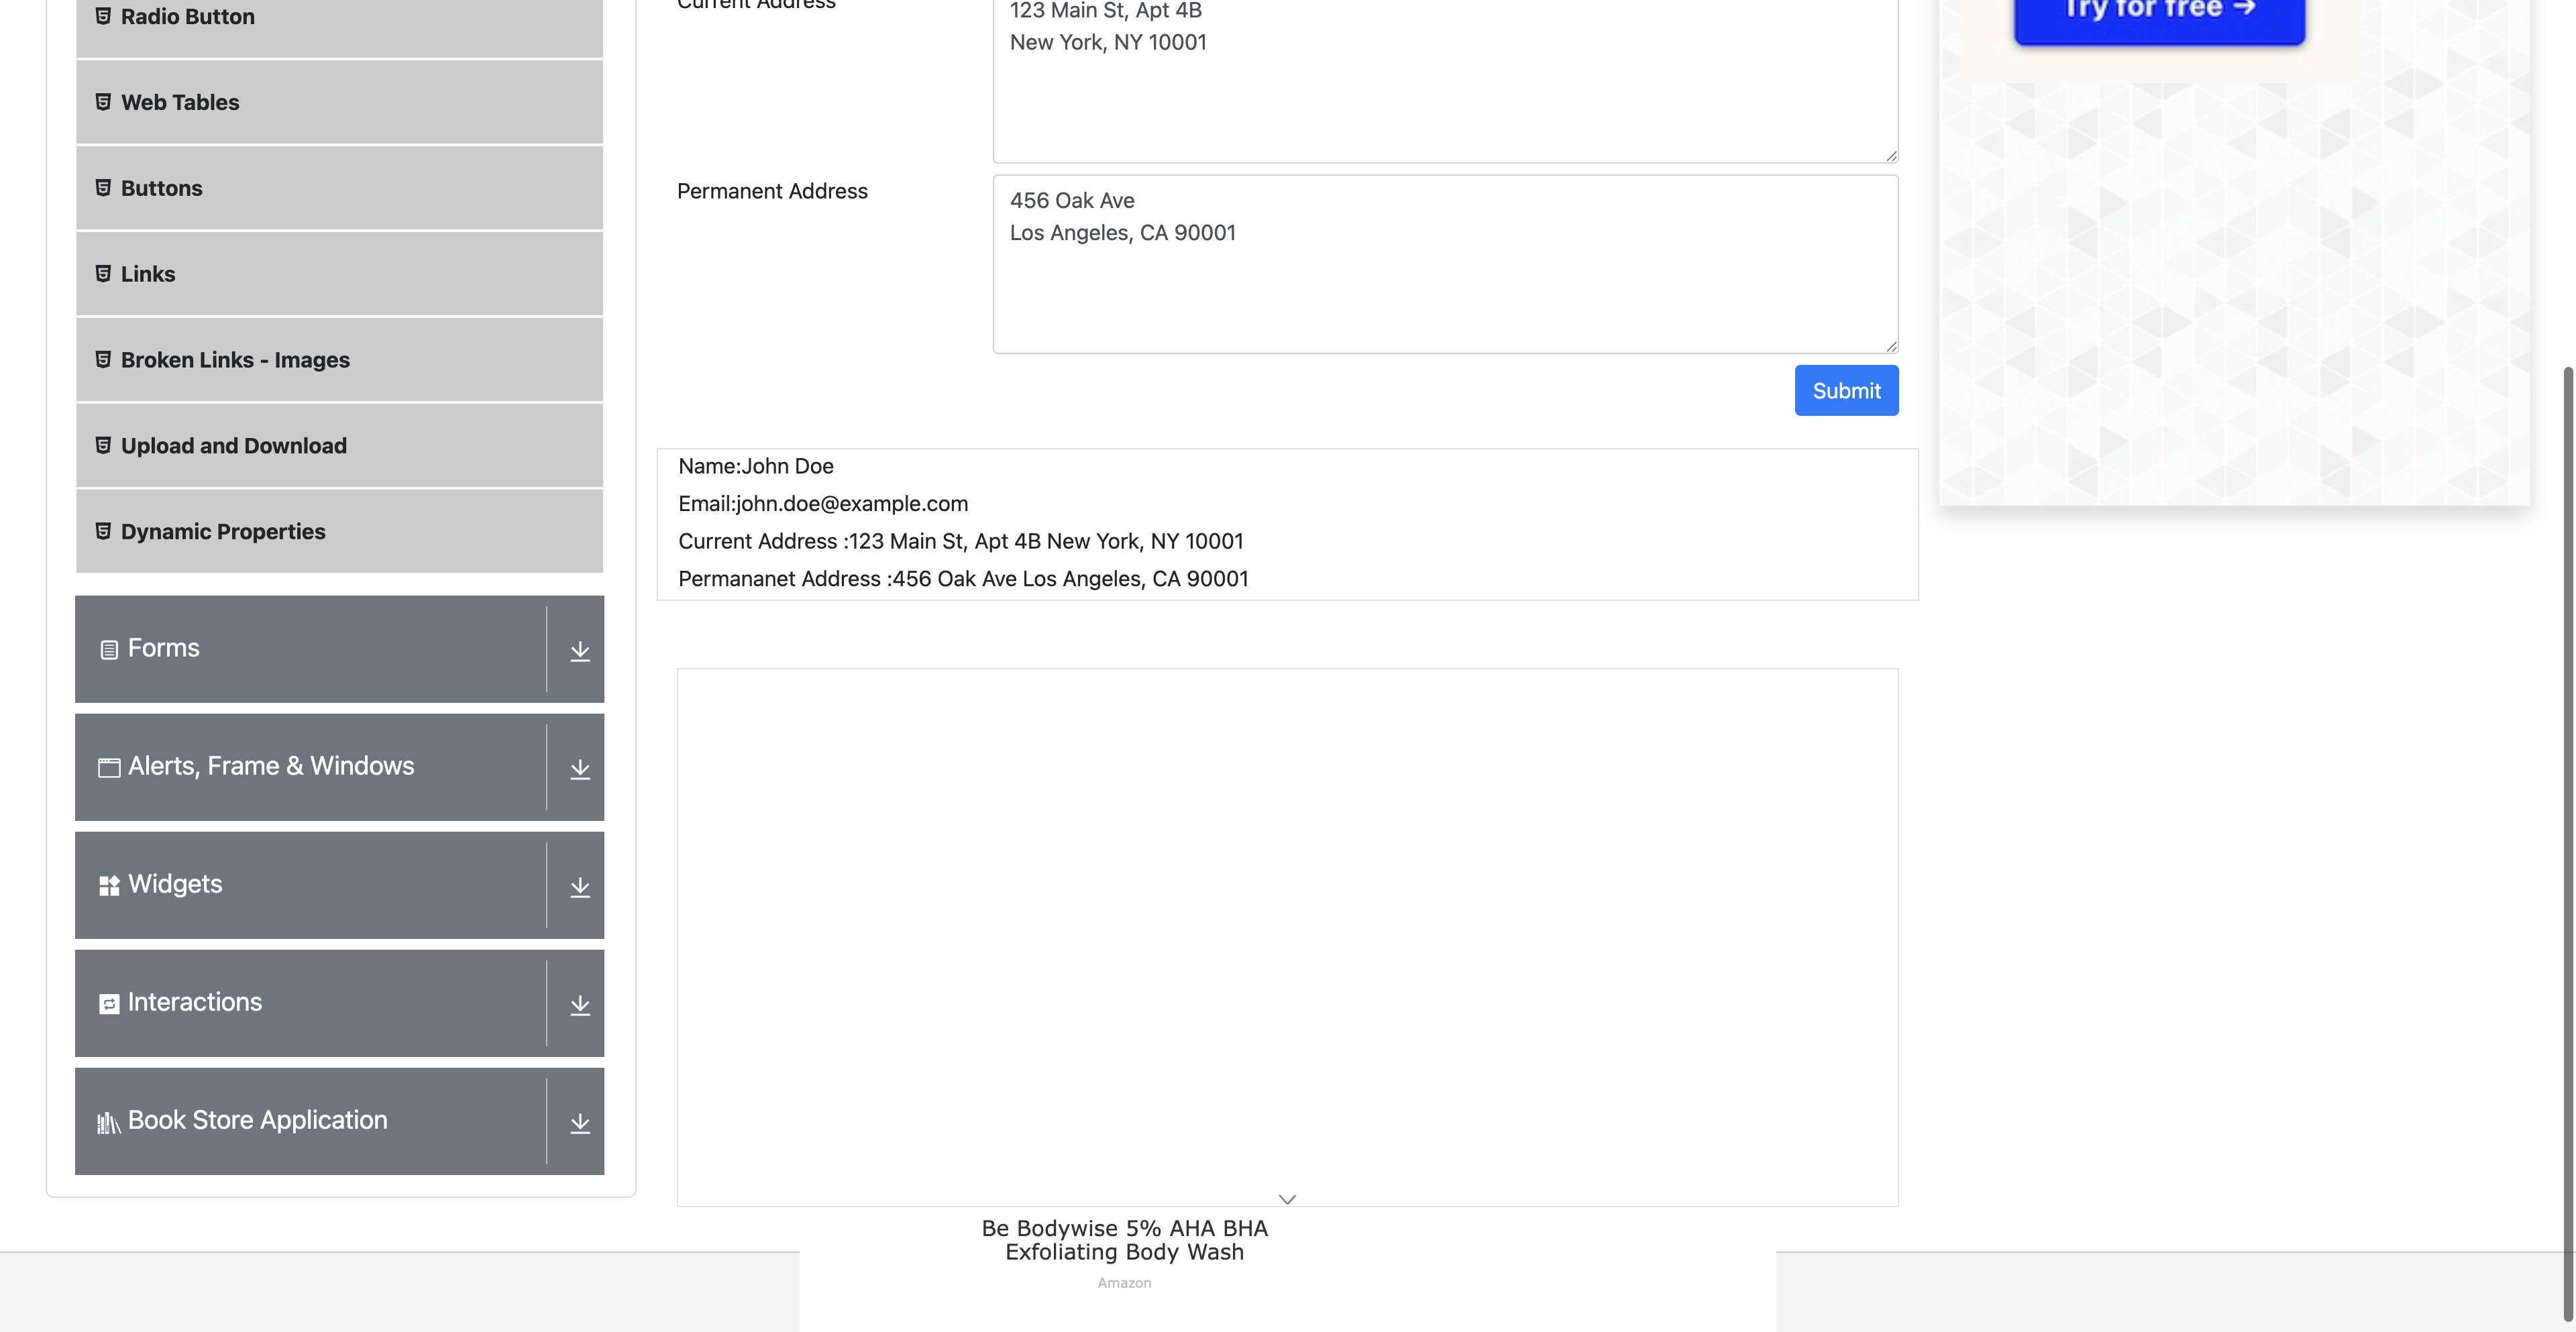 Radio Button
Web Tables
Buttons
Links
Broken Links - Images
Upload and Download
Dynamic Properties
Forms
Alerts, Frame & Windows
Widgets
Interactions
Book Store Application
Current Address
123 Main St, Apt 4B
New York, NY 10001
Permanent Address
456 Oak Ave
Los Angeles, CA 90001
Submit
Name:John Doe
Email:john.doe@example.com
Current Address :123 Main St, Apt 4B New York, NY 10001
Permananet Address :456 Oak Ave Los Angeles, CA 90001
Try for free →
Be Bodywise 5% AHA BHA
Exfoliating Body Wash
Amazon